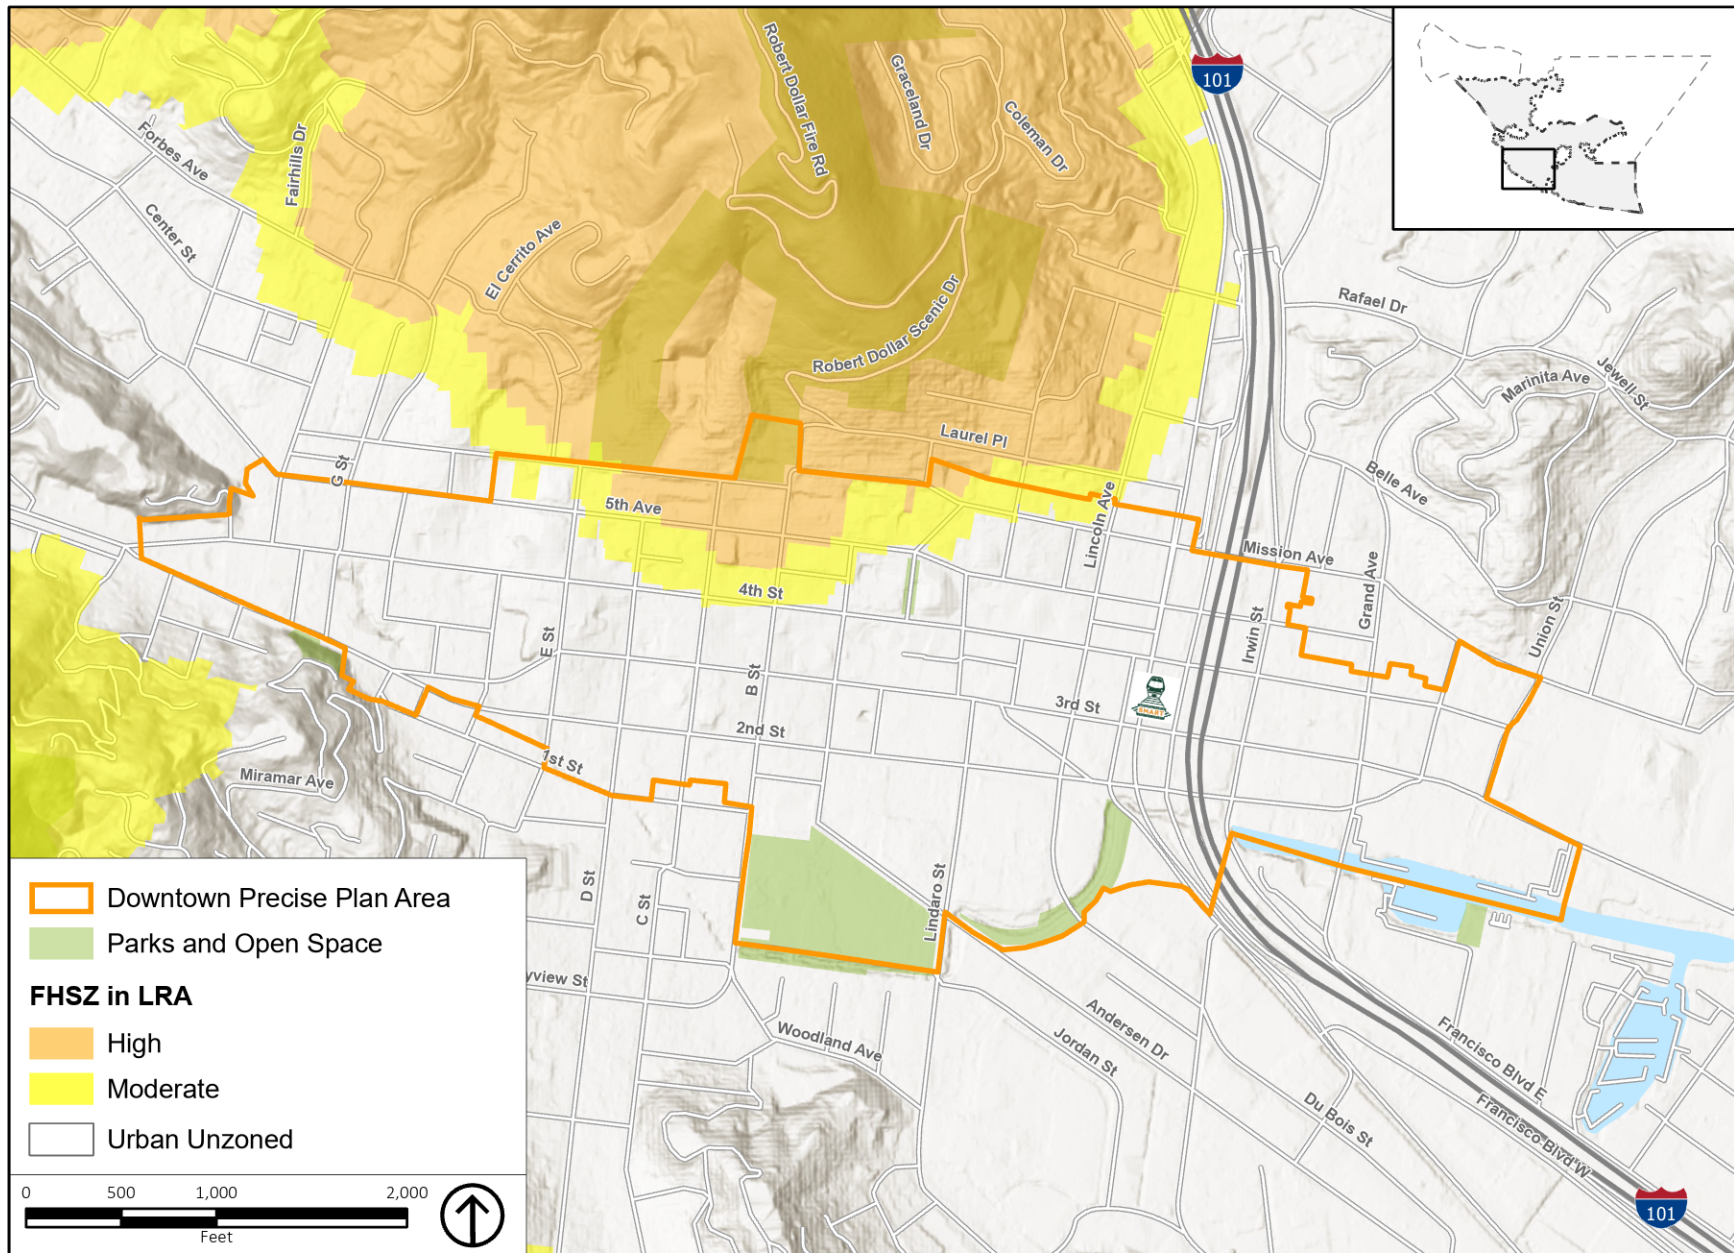 101
Robert Dollar Fire Rd
Graceland Dr
Coleman Dr
Forbes Ave
Fairhills Dr
Center St
El Cerrito Ave
Rafael Dr
Robert Dollar Scenic Dr
Marinita Ave
Jewell St
Laurel Pl
G St
Belle Ave
5th Ave
Lincoln Ave
Mission Ave
Grand Ave
4th St
Irwin St
Union St
E St
B St
SMART
3rd St
2nd St
1st St
Miramar Ave
D St
C St
Lindaro St
yview St
Woodland Ave
Andersen Dr
Jordan St
Francisco Blvd E
Du Bois St
Francisco Blvd W
101
Downtown Precise Plan Area
Parks and Open Space
FHSZ in LRA
High
Moderate
Urban Unzoned
0 500 1,000 2,000
Feet